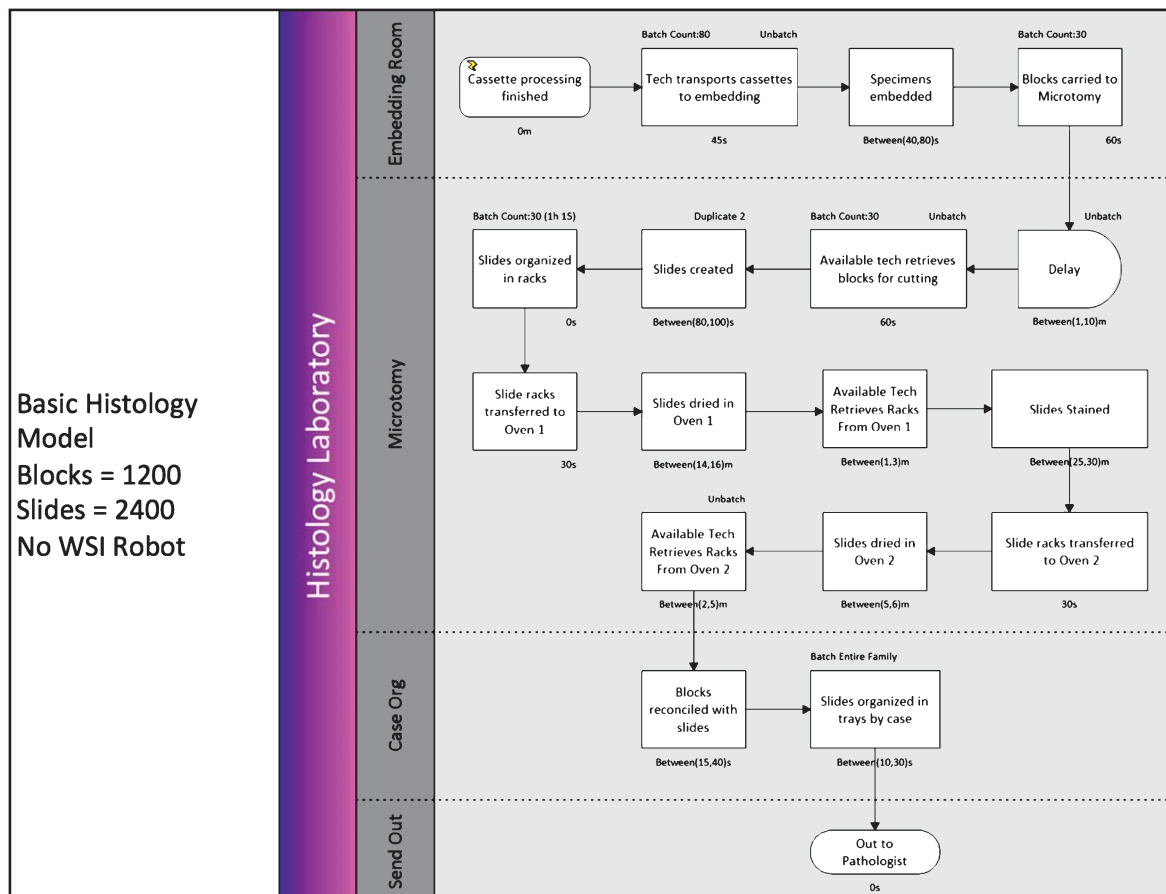 Basic Histology
Model
Blocks = 1200
Slides = 2400
No WSI Robot
Histology Laboratory
Embedding Room
Batch Count:80 Unbatch Batch Count:30
Cassette processing
finished
0m
Tech transports cassettes
to embedding
45s
Specimens
embedded
Between(40,80)s
Blocks carried to
Microtomy
60s
Microtomy
Batch Count:30 (1h 15) Duplicate 2 Batch Count:30 Unbatch Unbatch
Slides organized
in racks
0s
Slides created
Between(80,100)s
Available tech retrieves
blocks for cutting
60s
Delay
Between(1,10)m
Slide racks
transferred to
Oven 1
30s
Slides dried in
Oven 1
Between(14,16)m
Available Tech
Retrieves Racks
From Oven 1
Between(1,3)m
Slides Stained
Between(25,30)m
Unbatch
Available Tech
Retrieves Racks
From Oven 2
Between(2,5)m
Slides dried in
Oven 2
Between(5,6)m
Slide racks transferred
to Oven 2
30s
Case Org
Batch Entire Family
Blocks
reconciled with
slides
Between(15,40)s
Slides organized in
trays by case
Between(10,30)s
Send Out
Out to
Pathologist
0s